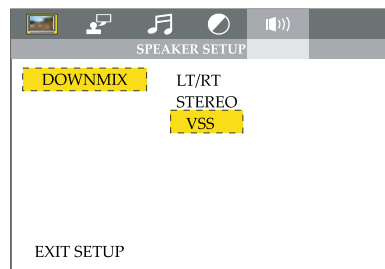 SPEAKER SETUP
DOWNMIX
LT/RT
STEREO
VSS
EXIT SETUP